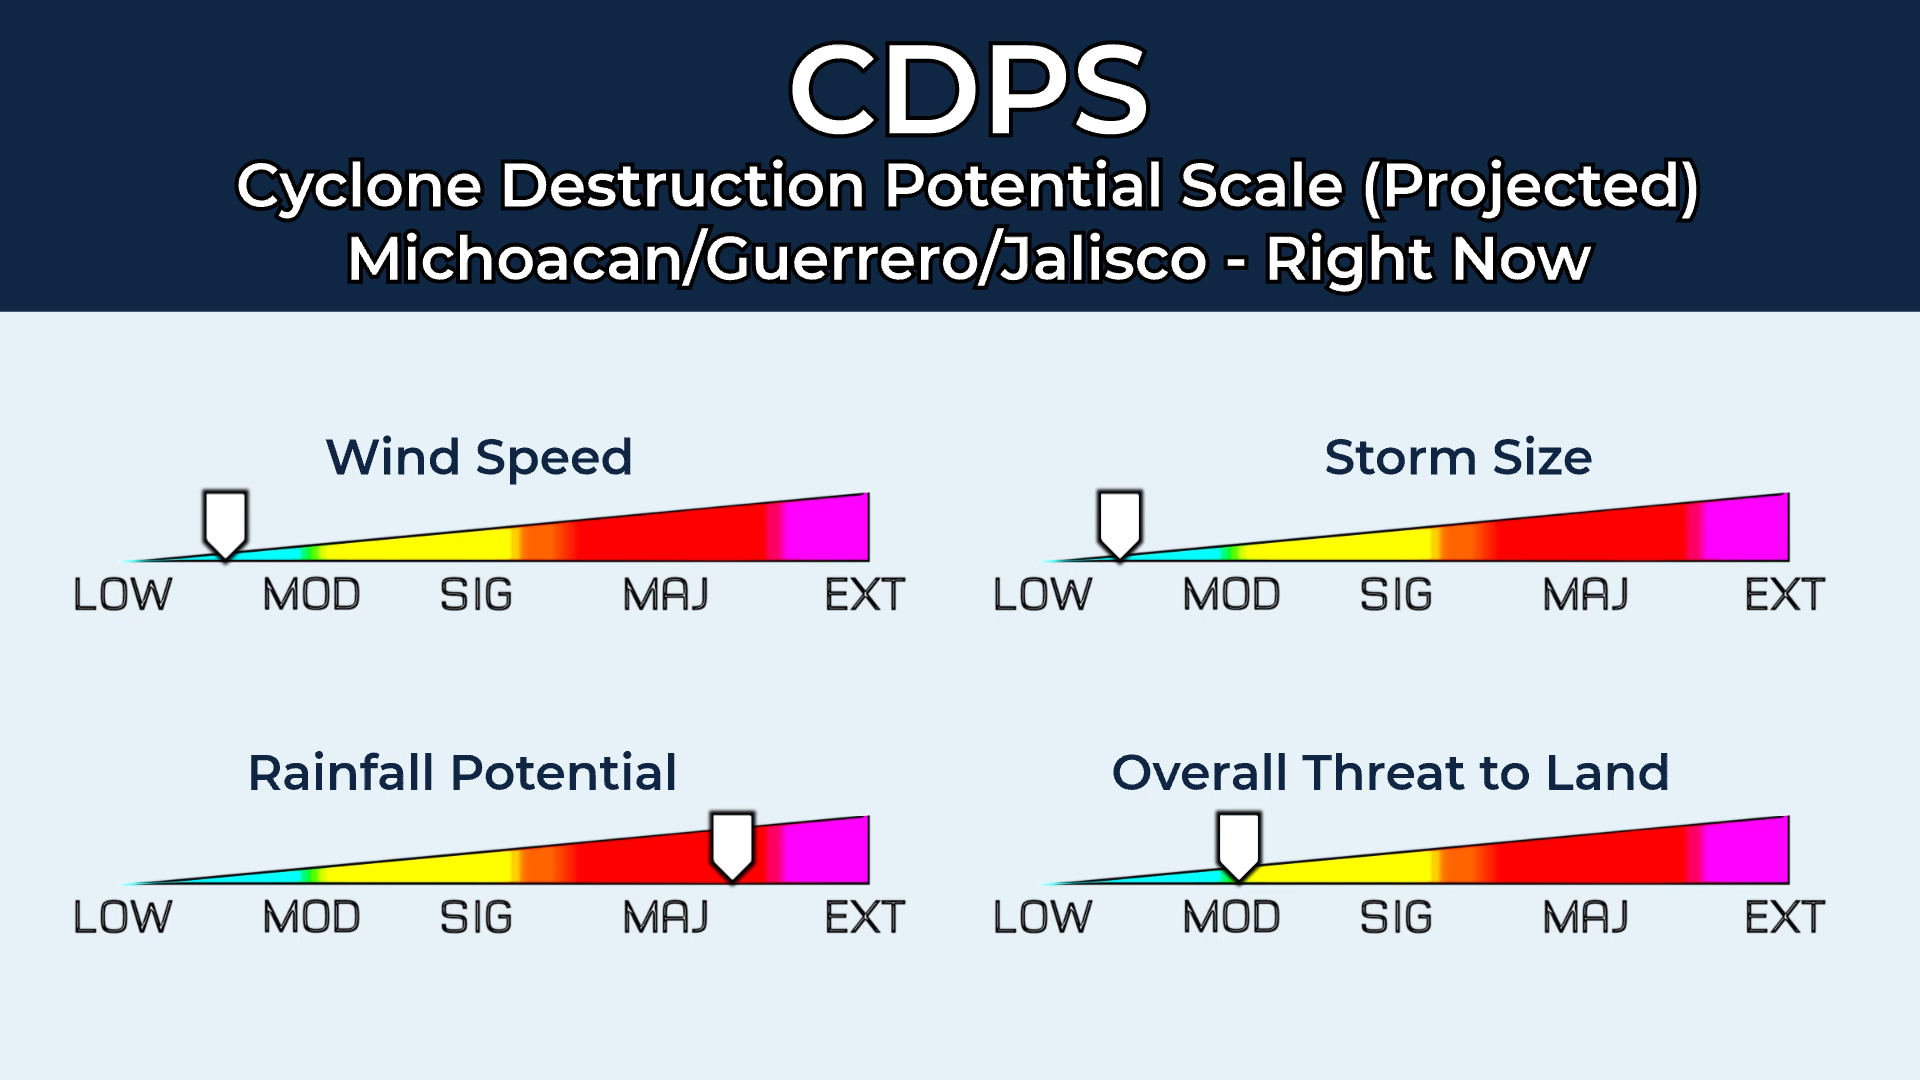 CDPS
Cyclone Destruction Potential Scale (Projected)
Michoacan/Guerrero/Jalisco - Right Now
Wind Speed
LOW MOD SIG MAJ EXT
Storm Size
LOW MOD SIG MAJ EXT
Rainfall Potential
LOW MOD SIG MAJ EXT
Overall Threat to Land
LOW MOD SIG MAJ EXT